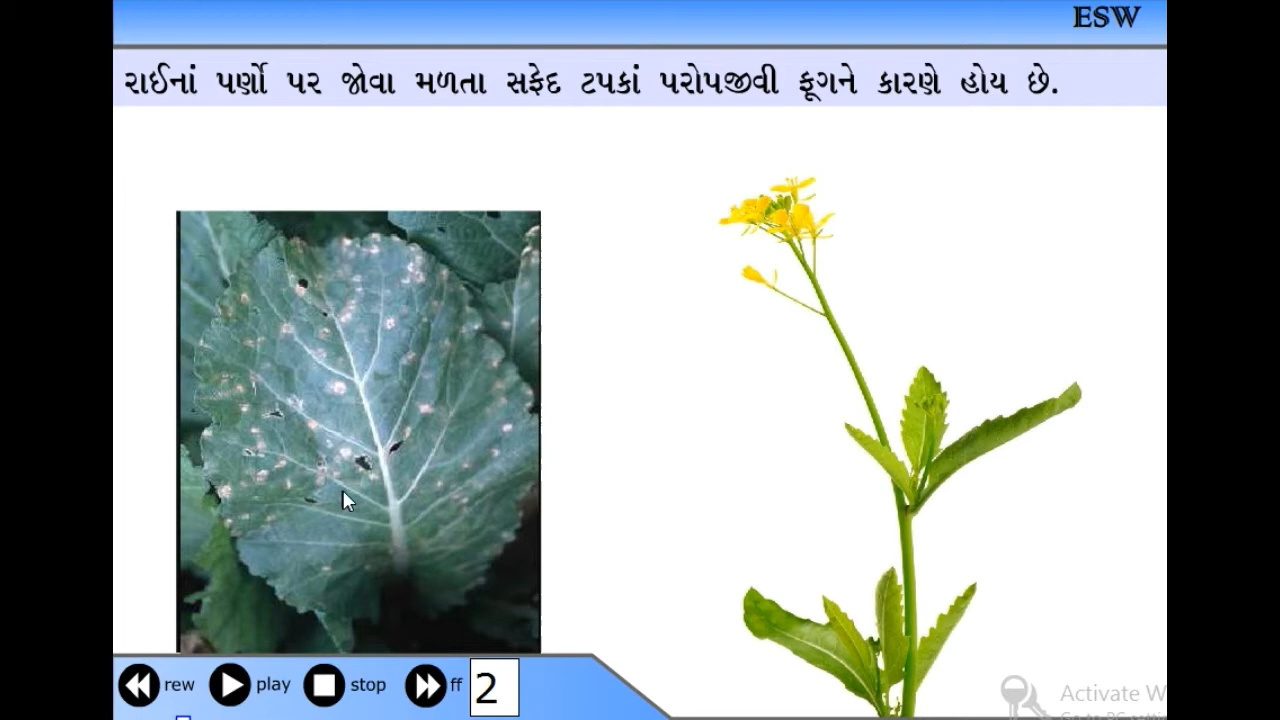 ESW
રાઈનાં પર્ણો પર જોવા મળતા સફેદ ટપકાં પરોપજીવી ફૂગને કારણે હોય છે.
rew play stop ff 2
Activate W